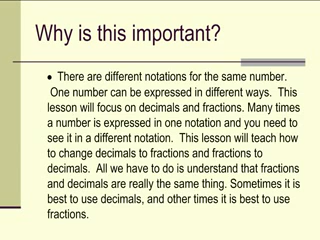 Why is this important?
• There are different notations for the same number.
One number can be expressed in different ways. This
lesson will focus on decimals and fractions. Many times
a number is expressed in one notation and you need to
see it in a different notation. This lesson will teach how
to change decimals to fractions and fractions to
decimals. All we have to do is understand that fractions
and decimals are really the same thing. Sometimes it is
best to use decimals, and other times it is best to use
fractions.